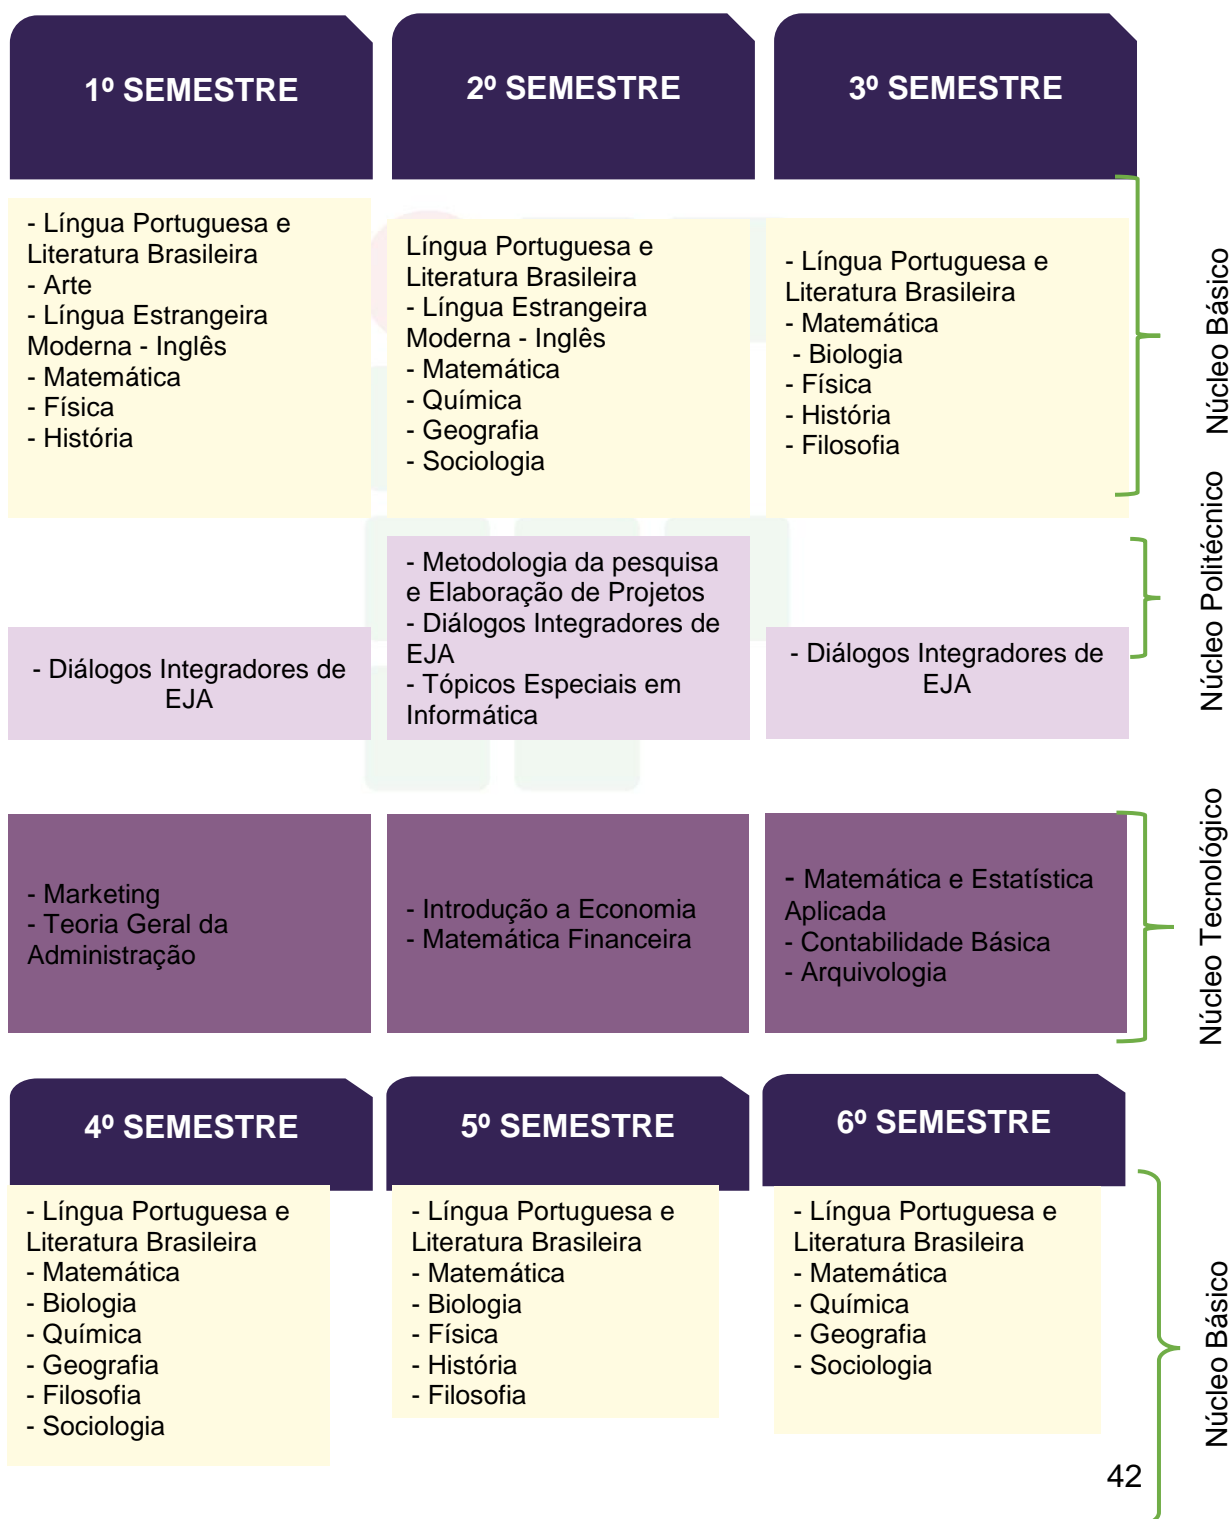 1º SEMESTRE
2º SEMESTRE
3º SEMESTRE
- Língua Portuguesa e
Literatura Brasileira
- Arte
- Língua Estrangeira
Moderna - Inglês
- Matemática
- Física
- História
Língua Portuguesa e
Literatura Brasileira
- Língua Estrangeira
Moderna - Inglês
- Matemática
- Química
- Geografia
- Sociologia
- Língua Portuguesa e
Literatura Brasileira
- Matemática
- Biologia
- Física
- História
- Filosofia
Núcleo Básico
- Diálogos Integradores de
EJA
- Metodologia da pesquisa
e Elaboração de Projetos
- Diálogos Integradores de
EJA
- Tópicos Especiais em
Informática
- Diálogos Integradores de
EJA
Núcleo Politécnico
- Marketing
- Teoria Geral da
Administração
- Introdução a Economia
- Matemática Financeira
- Matemática e Estatística
Aplicada
- Contabilidade Básica
- Arquivologia
Núcleo Tecnológico
4º SEMESTRE
5º SEMESTRE
6º SEMESTRE
- Língua Portuguesa e
Literatura Brasileira
- Matemática
- Biologia
- Química
- Geografia
- Filosofia
- Sociologia
- Língua Portuguesa e
Literatura Brasileira
- Matemática
- Biologia
- Física
- História
- Filosofia
- Língua Portuguesa e
Literatura Brasileira
- Matemática
- Química
- Geografia
- Sociologia
Núcleo Básico
42